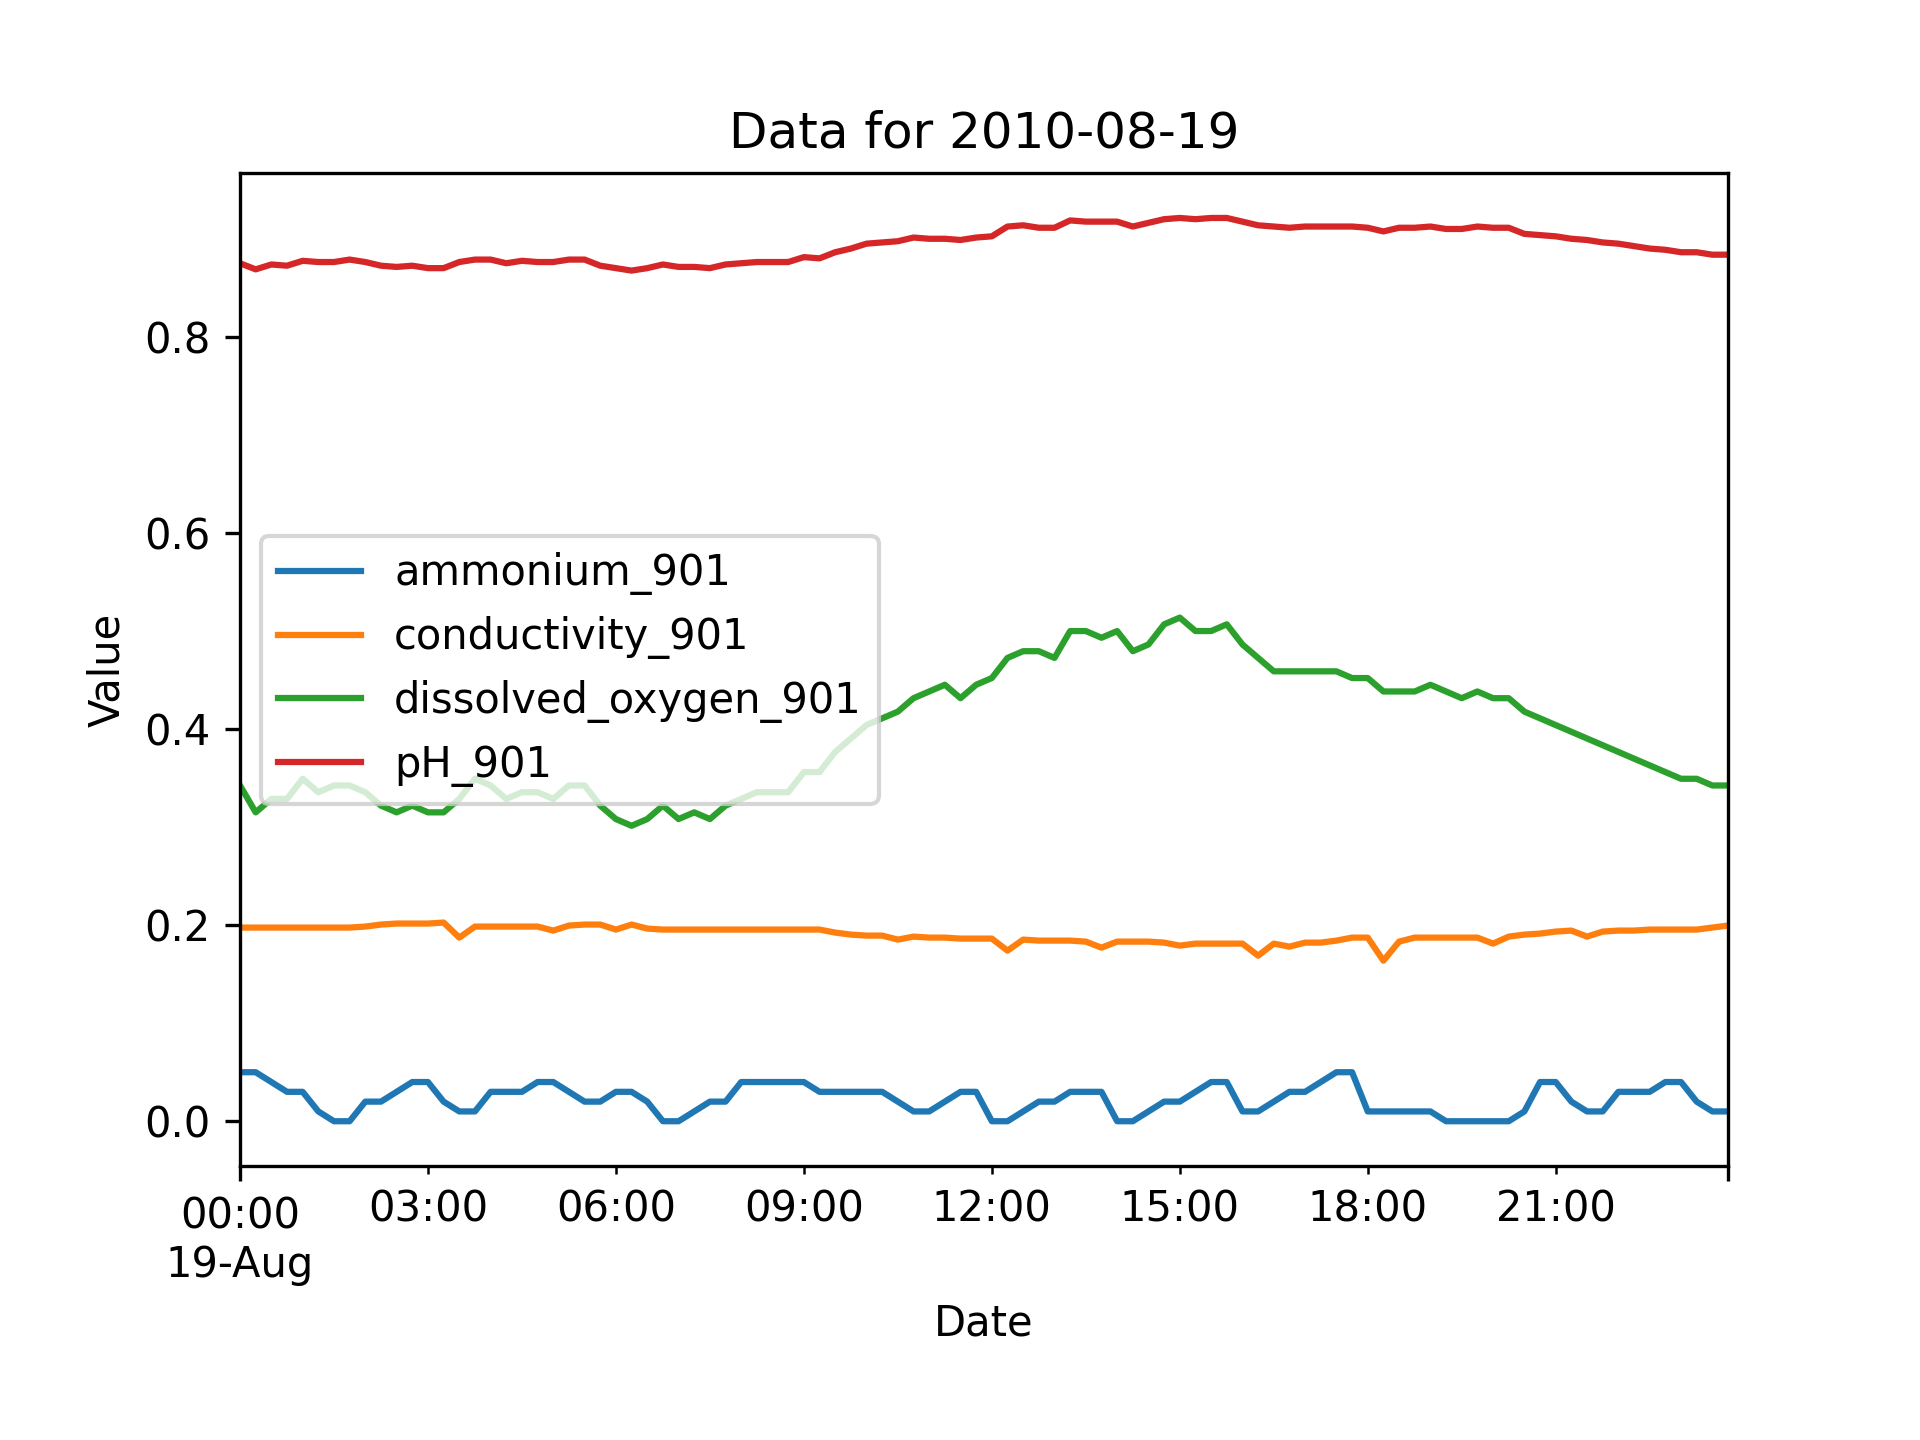 Data for 2010-08-19
Value
0.8
0.6
0.4
0.2
0.0
ammonium_901
conductivity_901
dissolved_oxygen_901
pH_901
00:00 03:00 06:00 09:00 12:00 15:00 18:00 21:00
19-Aug
Date